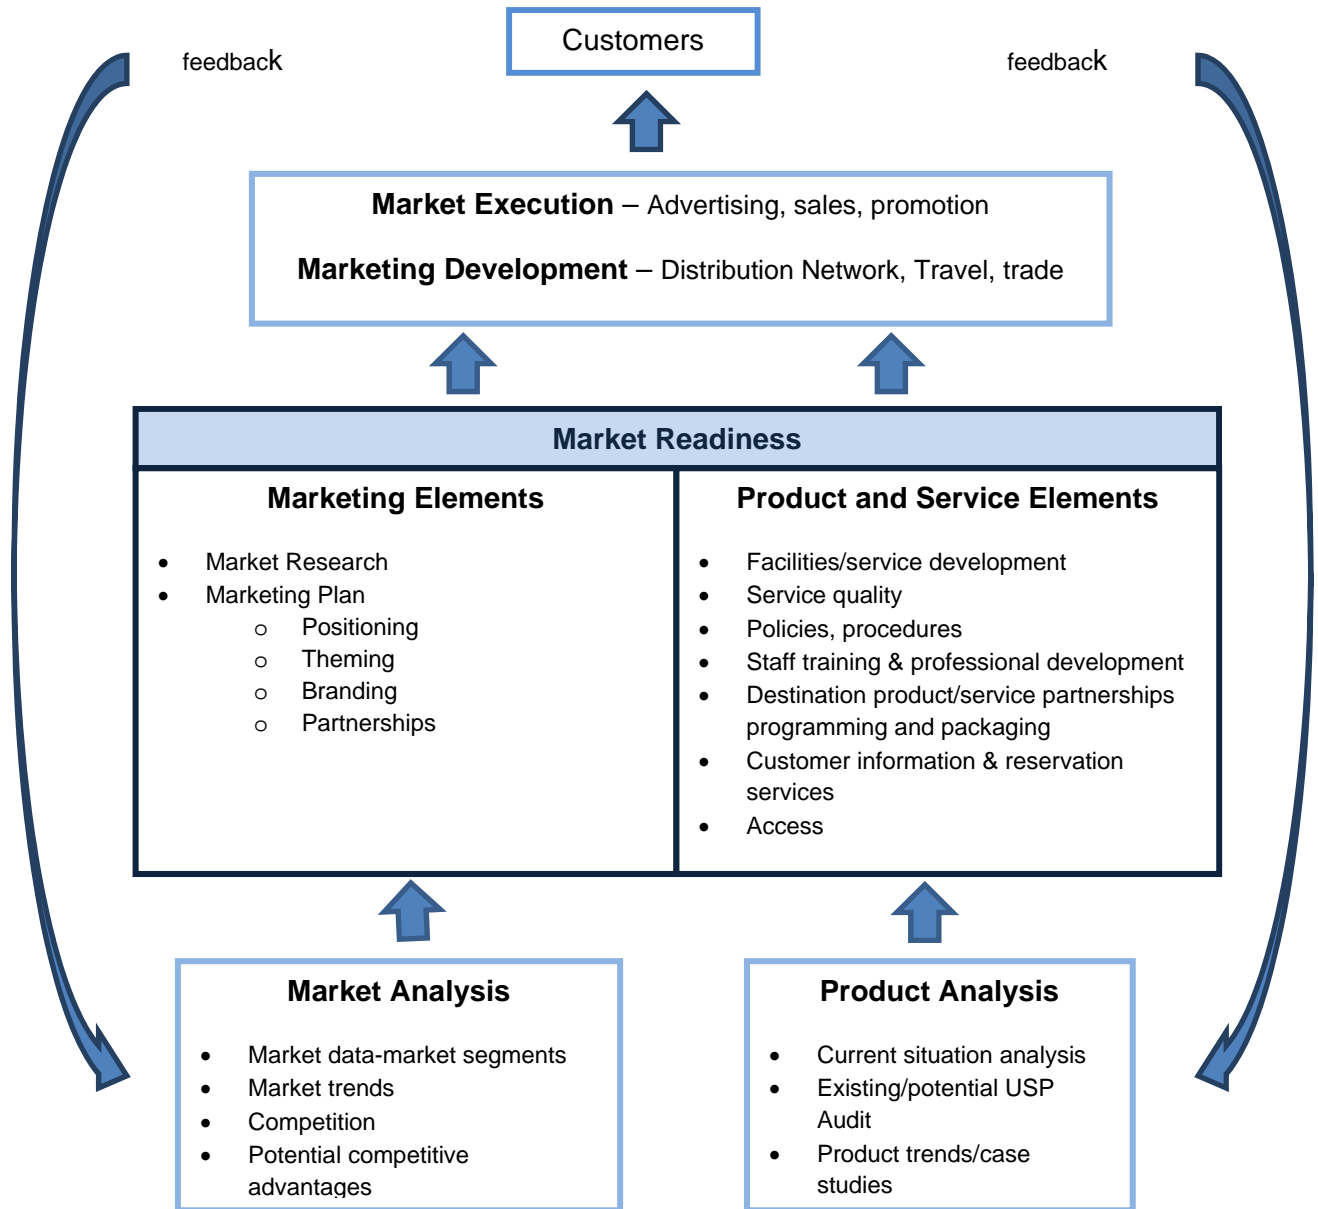 Customers
feedback
feedback
Market Execution – Advertising, sales, promotion
Marketing Development – Distribution Network, Travel, trade
Market Readiness
Marketing Elements
• Market Research
• Marketing Plan
o Positioning
o Theming
o Branding
o Partnerships
Product and Service Elements
• Facilities/service development
• Service quality
• Policies, procedures
• Staff training & professional development
• Destination product/service partnerships
programming and packaging
• Customer information & reservation
services
• Access
Market Analysis
• Market data-market segments
• Market trends
• Competition
• Potential competitive
advantages
Product Analysis
• Current situation analysis
• Existing/potential USP
Audit
• Product trends/case
studies